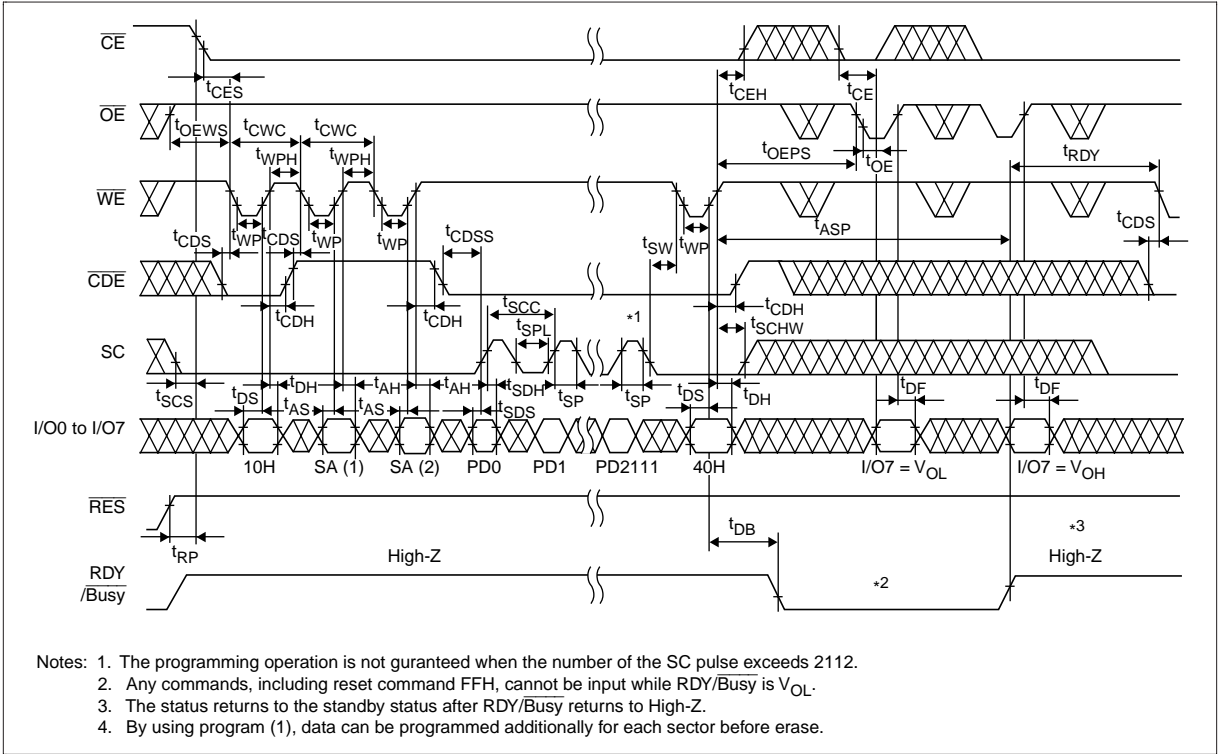 CE
tCES
tCEH
tCE
OE
tOEWS
tCWC
tCWC
tWPH
tWPH
tOEPS
tOE
tRDY
WE
tCDS
tWP
tCDS
tWP
tWP
tCDSS
tSW
tWP
tASP
tCDS
CDE
tCDH
tCDH
tSCC
tSPL
*1
tCDH
tSCHW
SC
tSCS
tDS
tDH
tAS
tAH
tAS
tAH
tSDH
tSDS
tSP
tSP
tDS
tDH
tDF
tDF
I/O0 to I/O7
10H
SA (1)
SA (2)
PD0
PD1
PD2111
40H
I/O7 = VOL
I/O7 = VOH
RES
tRP
High-Z
tDB
*3
High-Z
RDY
/Busy
*2
Notes: 1. The programming operation is not guranteed when the number of the SC pulse exceeds 2112.
2. Any commands, including reset command FFH, cannot be input while RDY/Busy is VOL.
3. The status returns to the standby status after RDY/Busy returns to High-Z.
4. By using program (1), data can be programmed additionally for each sector before erase.